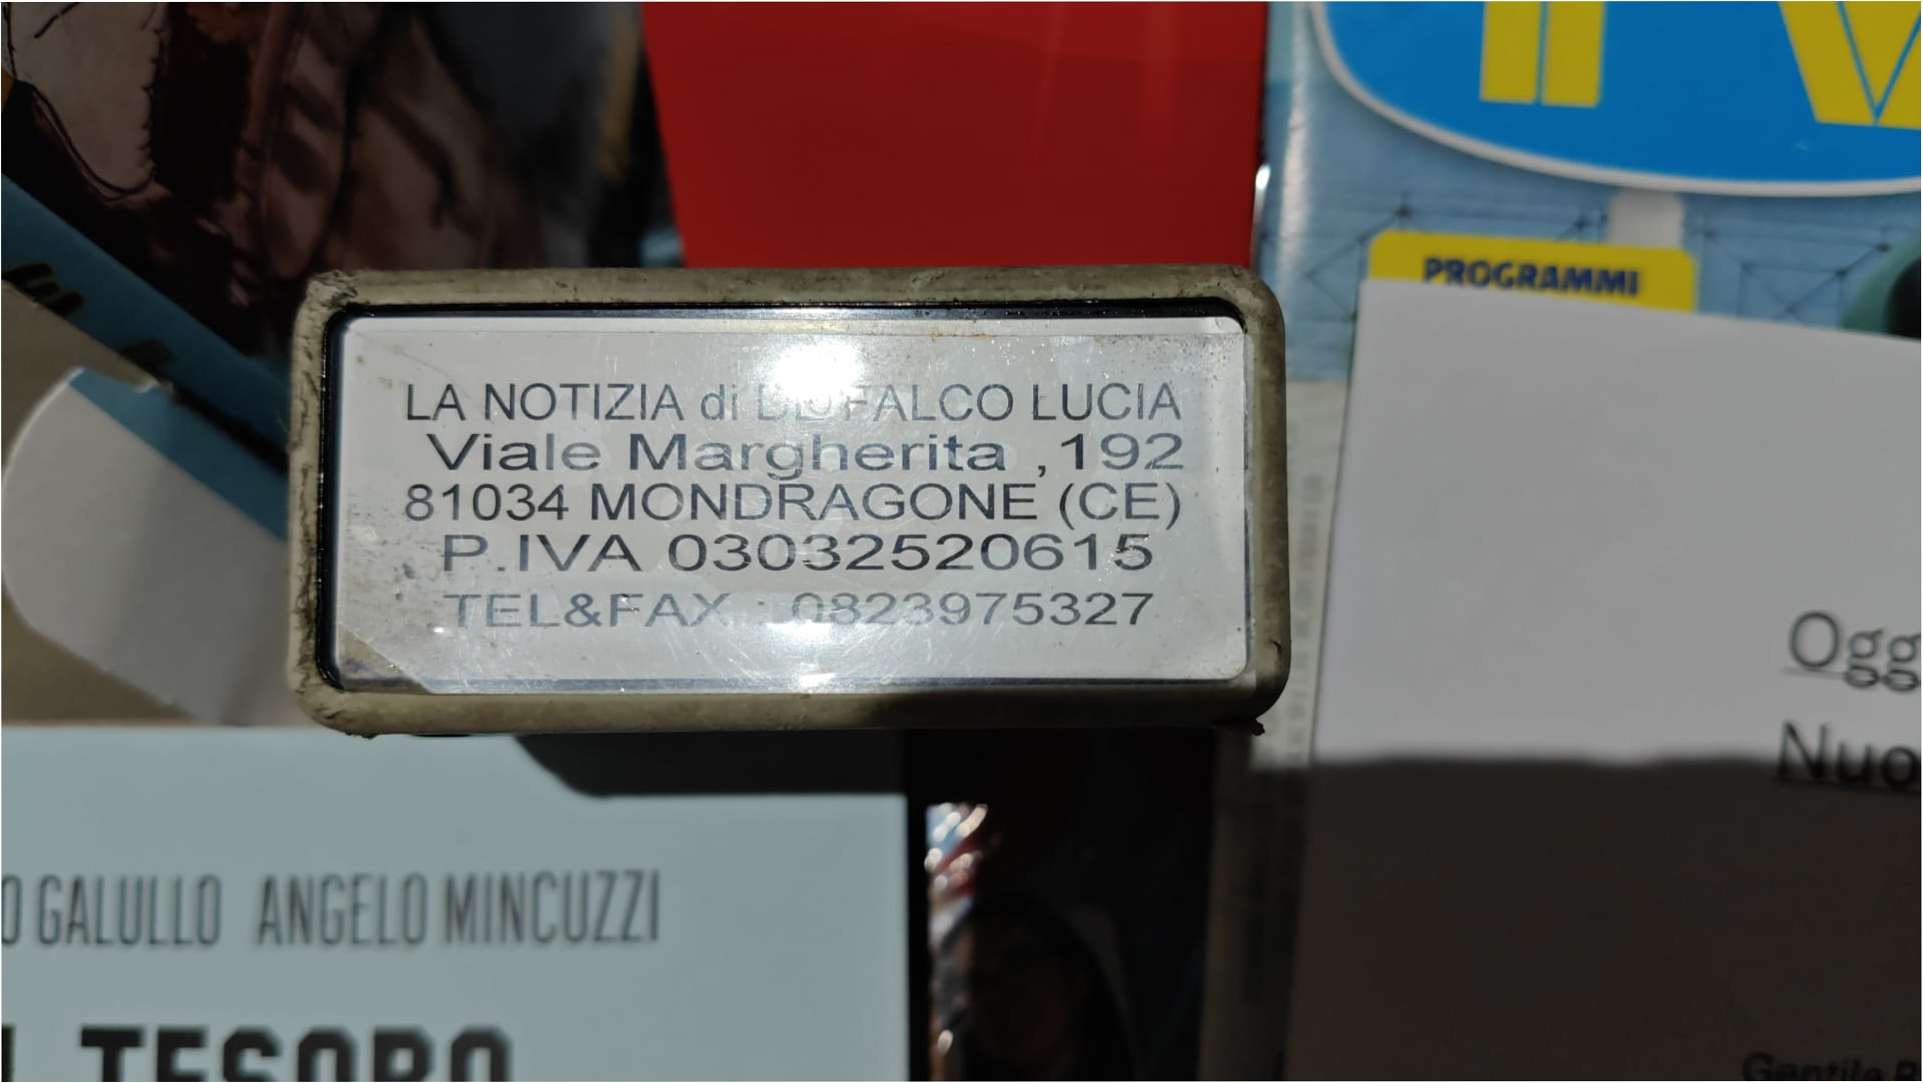 PROGRAMMI
LA NOTIZIA di FALCO LUCIA
Viale Margherita ,192
81034 MONDRAGONE (CE)
P.IVA 03032520615
TEL&FAX : 0823975327
GALULLO ANGELO MINCUZZI
TESORO